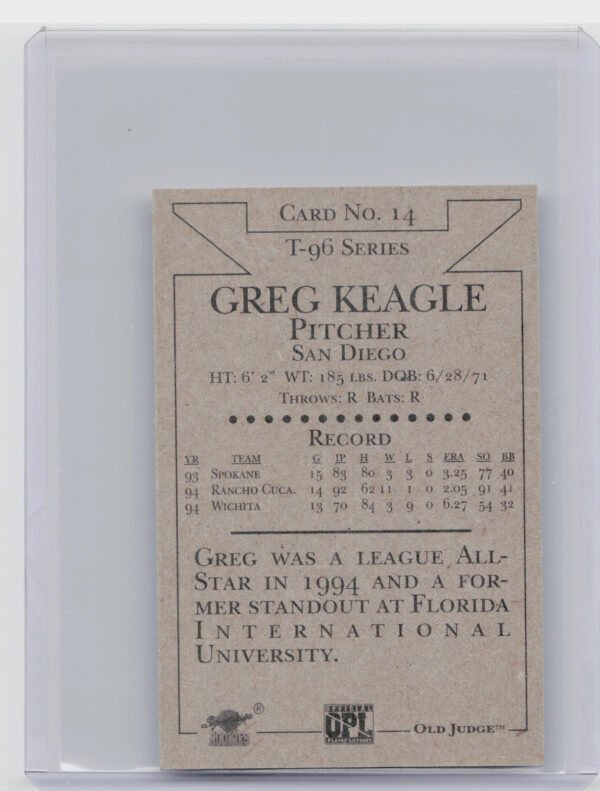 CARD NO. 14
T-96 SERIES
GREG KEAGLE
PITCHER
SAN DIEGO
HT: 6' 2" WT: 185 LBS. DOB: 6/28/71
THROWS: R BATS: R
RECORD
YR TEAM G IP H W L S ERA SO BB
93 SPOKANE 15 83 80 3 3 0 3.25 77 40
94 RANCHO CUCA. 14 92 62 11 1 0 2.05 91 41
94 WICHITA 13 70 84 3 9 0 6.27 54 32
GREG WAS A LEAGUE ALL-
STAR IN 1994 AND A FOR-
MER STANDOUT AT FLORIDA
INTERNATIONAL
UNIVERSITY.
Signature
ROOKIES ®
OFFICIAL
UPL
OLD JUDGE™